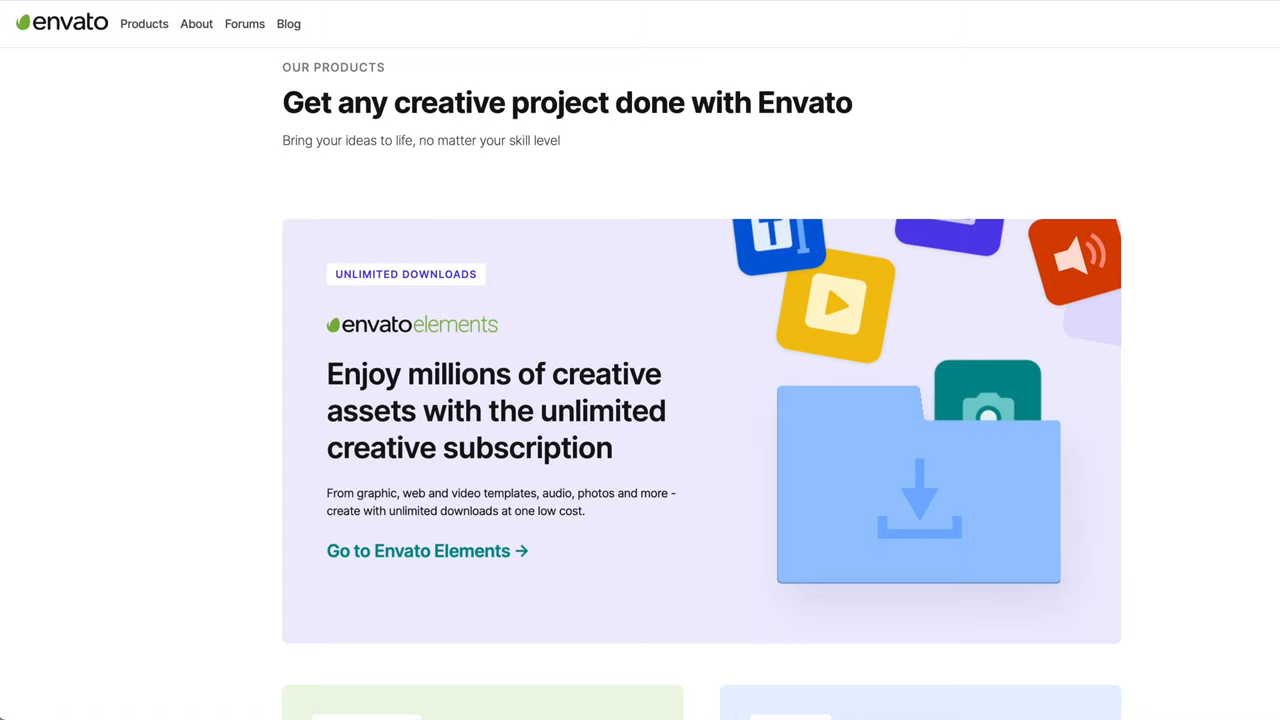 envato Products About Forums Blog
OUR PRODUCTS
Get any creative project done with Envato
Bring your ideas to life, no matter your skill level
UNLIMITED DOWNLOADS
envatoelements
Enjoy millions of creative
assets with the unlimited
creative subscription
From graphic, web and video templates, audio, photos and more -
create with unlimited downloads at one low cost.
Go to Envato Elements →
T